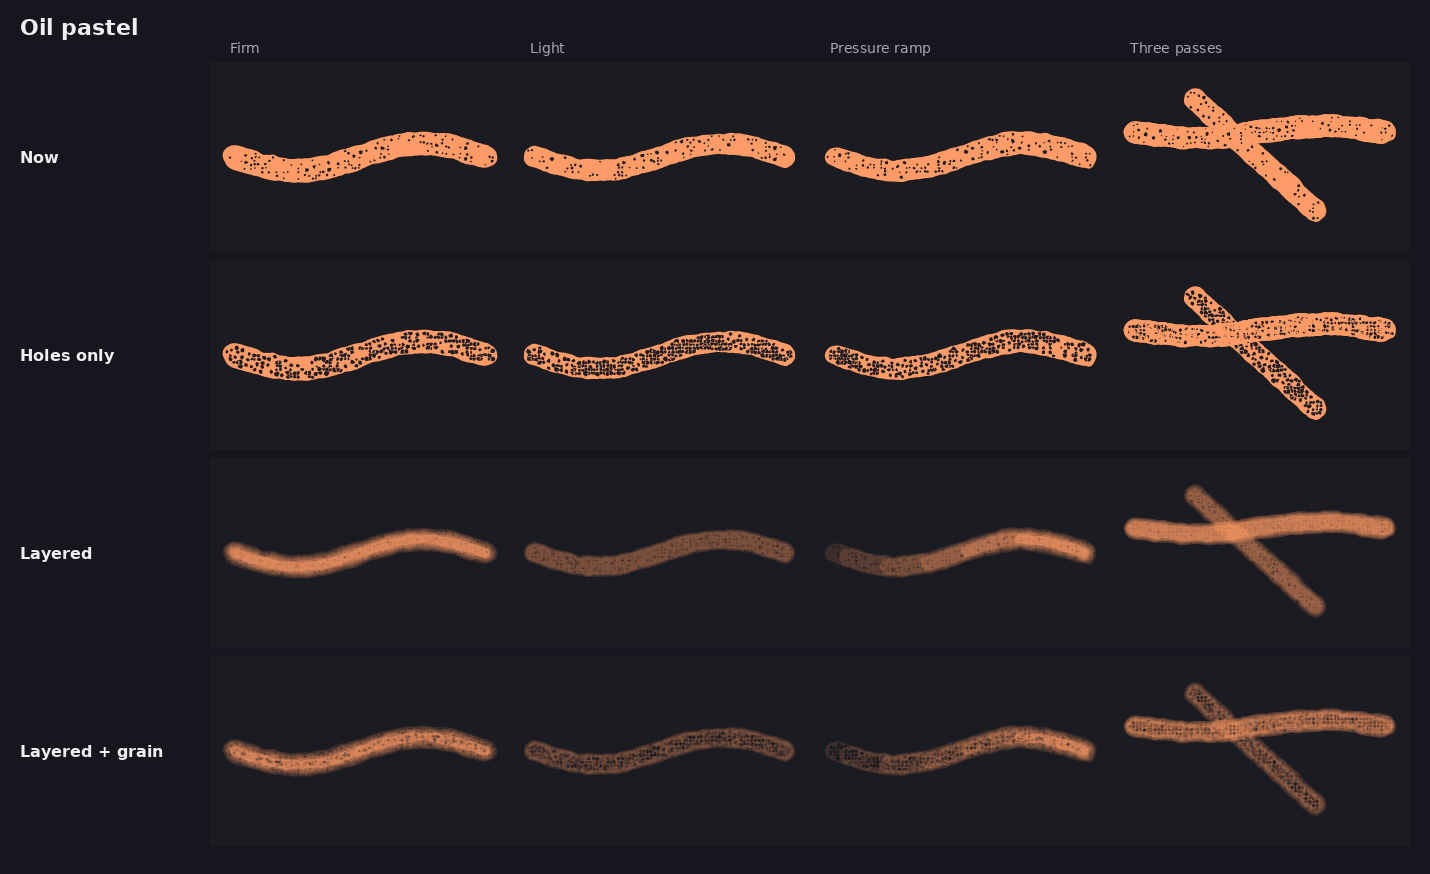 Oil pastel
Firm Light Pressure ramp Three passes
Now
Holes only
Layered
Layered + grain